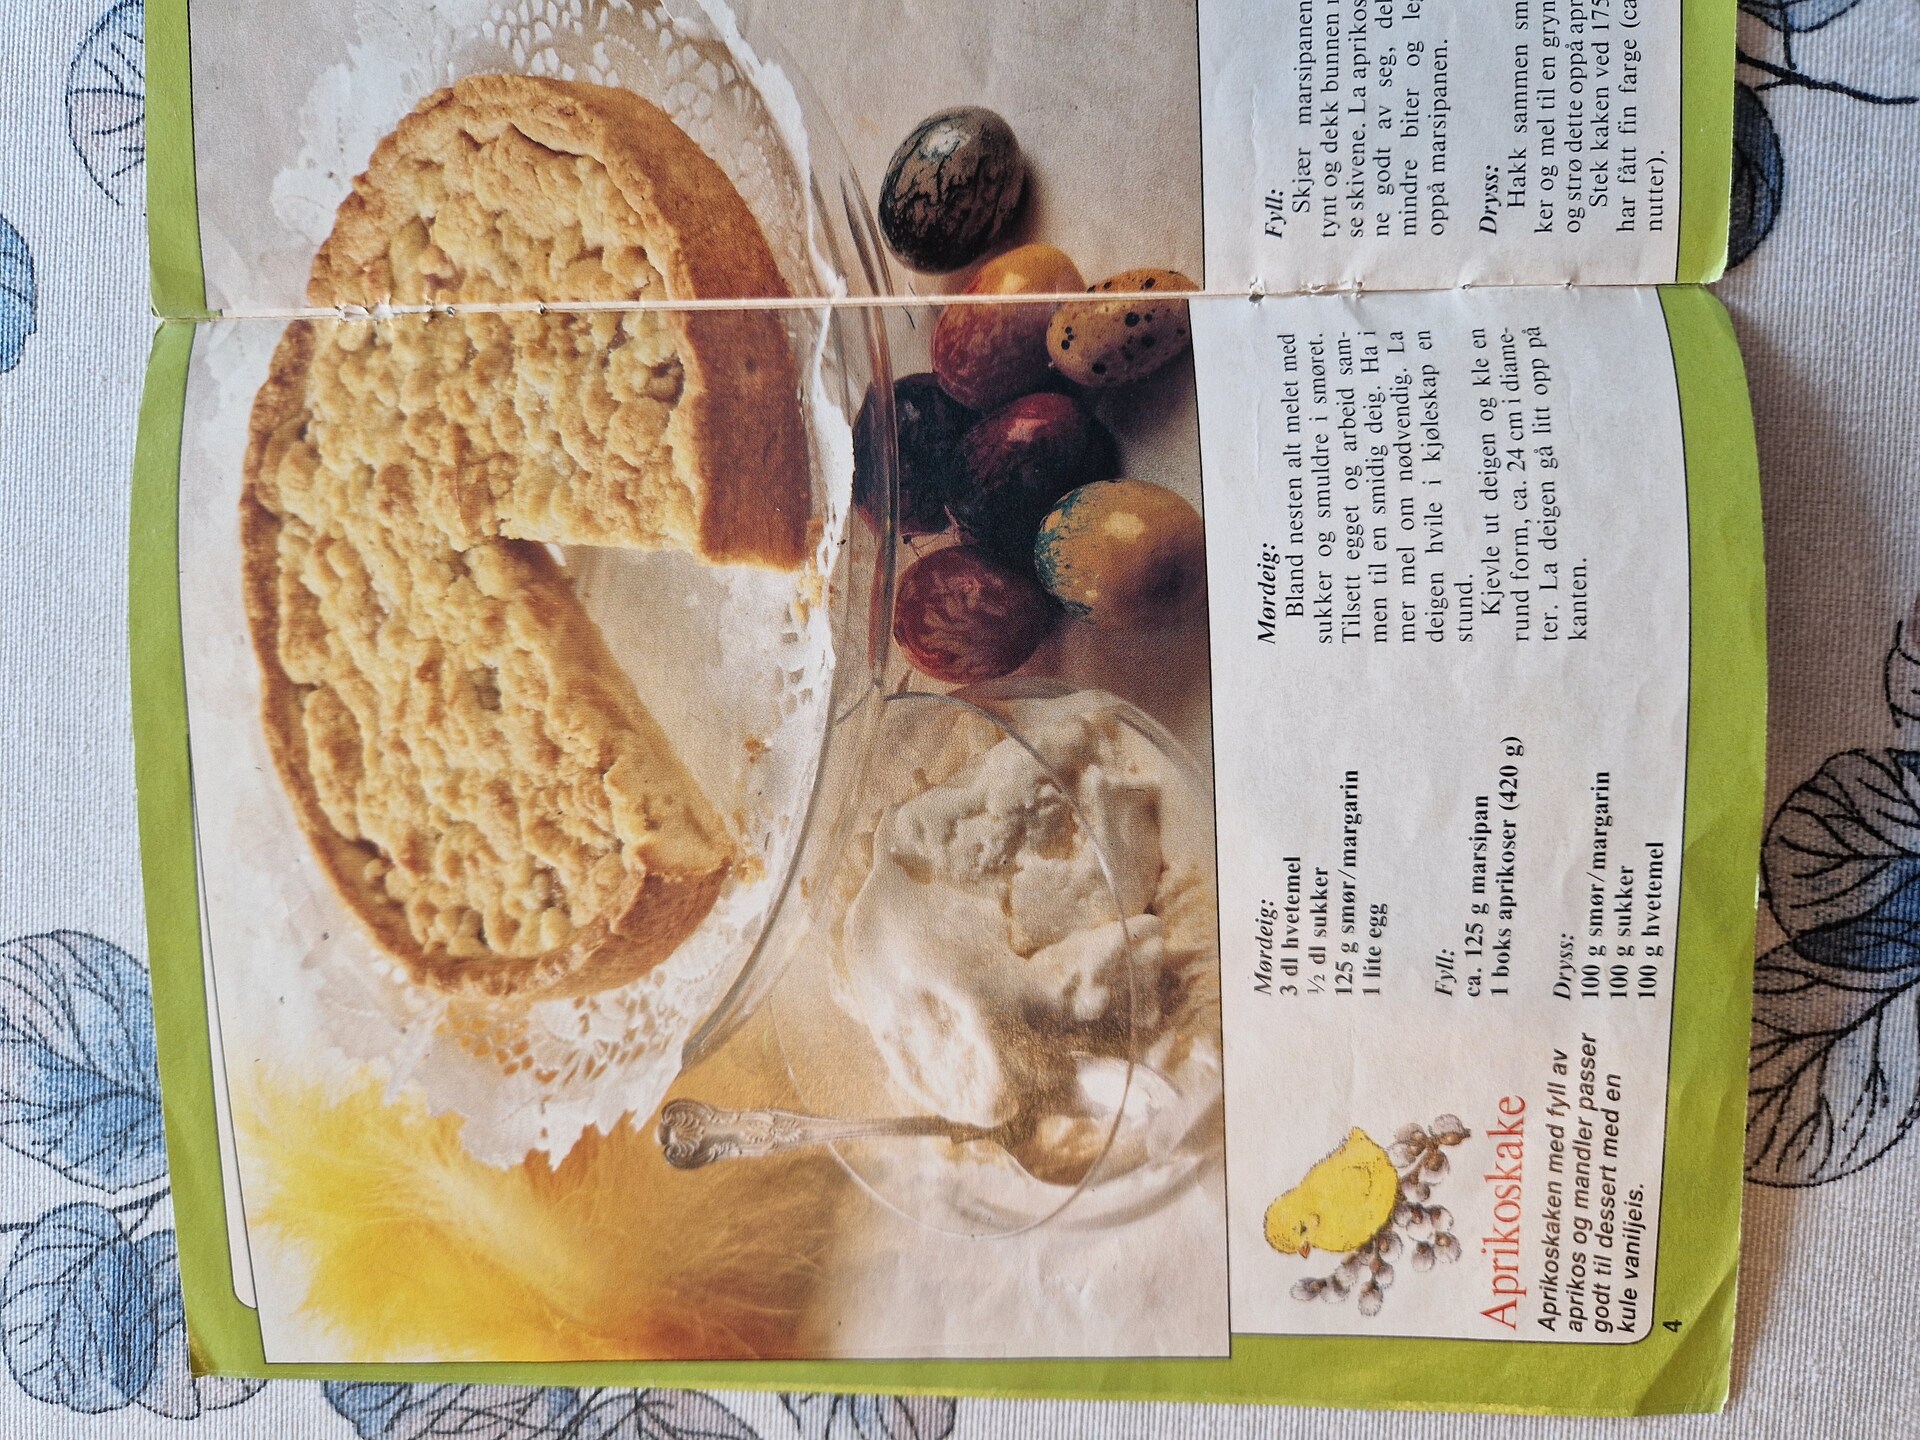 Aprikoskake
Aprikoskaken med fyll av
aprikos og mandler passer
godt til dessert med en
kule vaniljeis.
4
Mørdeig:
3 dl hvetemel
½ dl sukker
125 g smør/margarin
1 lite egg
Fyll:
ca. 125 g marsipan
1 boks aprikoser (420 g)
Dryss:
100 g smør/margarin
100 g sukker
100 g hvetemel
Mørdeig:
Bland nesten alt melet med
sukker og smuldre i smøret.
Tilsett egget og arbeid sam-
men til en smidig deig. Ha i
mer mel om nødvendig. La
deigen hvile i kjøleskap en
stund.
Kjevle ut deigen og kle en
rund form, ca. 24 cm i diame-
ter. La deigen gå litt opp på
kanten.
Fyll:
Skjær marsipanen
tynt og dekk bunnen
se skivene. La aprikos
ne godt av seg, del
mindre biter og leg
oppå marsipanen.
Dryss:
Hakk sammen sm
ker og mel til en gryn
og strø dette oppå apr
Stek kaken ved 175
har fått fin farge (ca
nutter).